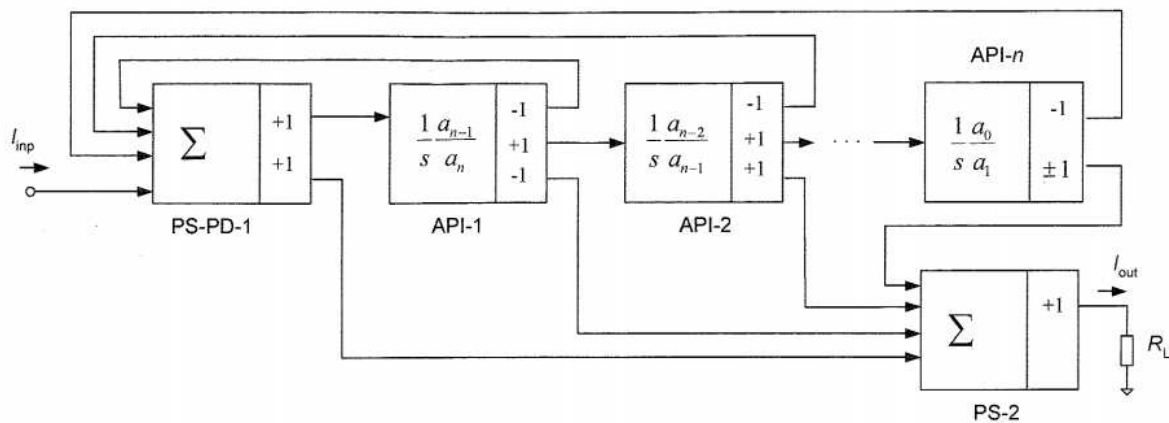 API-n
I_inp
Σ
+1
+1
PS-PD-1
1/s a_{n-1}/a_n
-1
+1
-1
API-1
1/s a_{n-2}/a_{n-1}
-1
+1
+1
API-2
. . .
1/s a_0/a_1
-1
±1
Σ
+1
PS-2
I_out
R_L